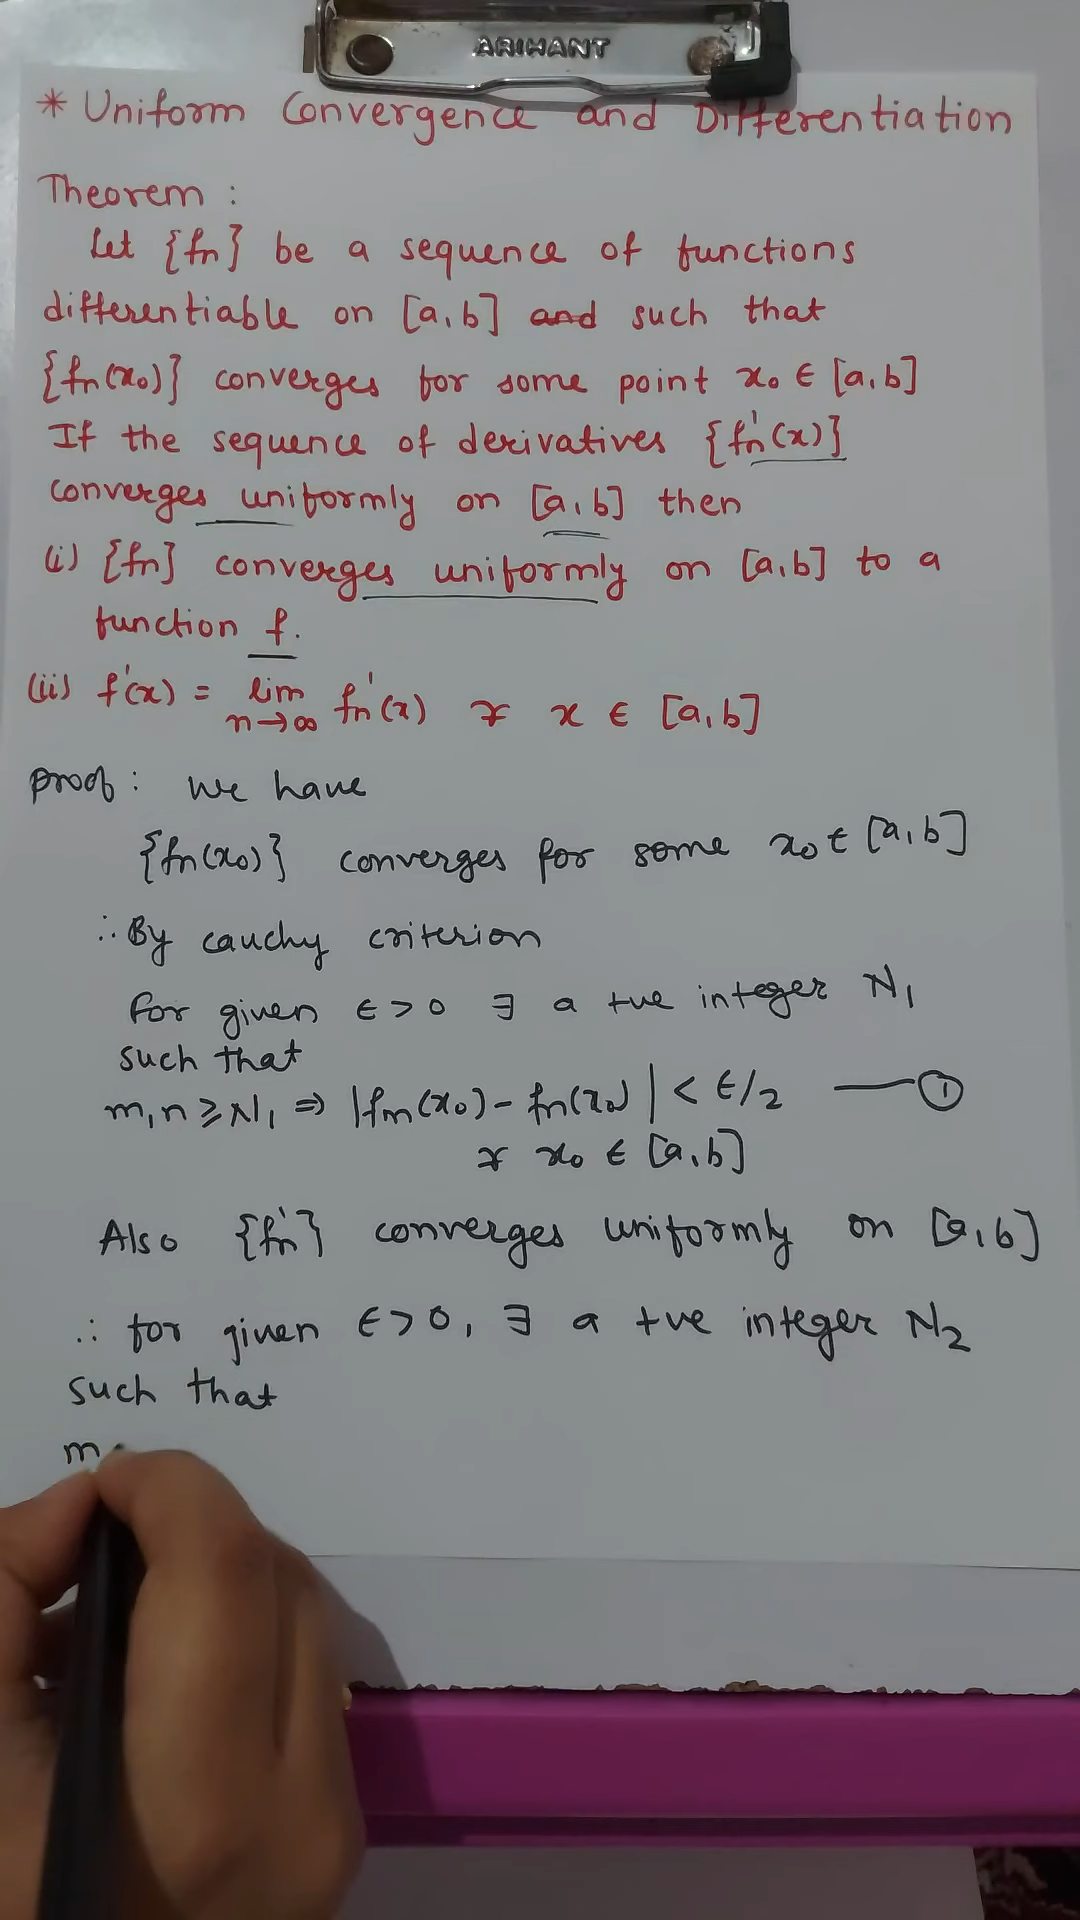 ARIHANT
* Uniform Convergence and Differentiation
Theorem :
Let {fn} be a sequence of functions
differentiable on [a,b] and such that
{fn(x₀)} converges for some point x₀ ∈ [a,b]
If the sequence of derivatives {fn'(x)}
converges uniformly on [a,b] then
(i) {fn} converges uniformly on [a,b] to a
function f.
(ii) f'(x) = lim n→∞ fn'(x) ∀ x ∈ [a,b]
Proof : We have
{fn(x₀)} converges for some x₀ ∈ [a,b]
∴ By cauchy criterion
for given ε>0 ∃ a +ve integer N₁
such that
m,n ≥ N₁ ⇒ |fm(x₀) - fn(x₀)| < ε/2 —— ①
∀ x₀ ∈ [a,b]
Also {fn'} converges uniformly on [a,b]
∴ for given ε>0, ∃ a +ve integer N₂
such that
m